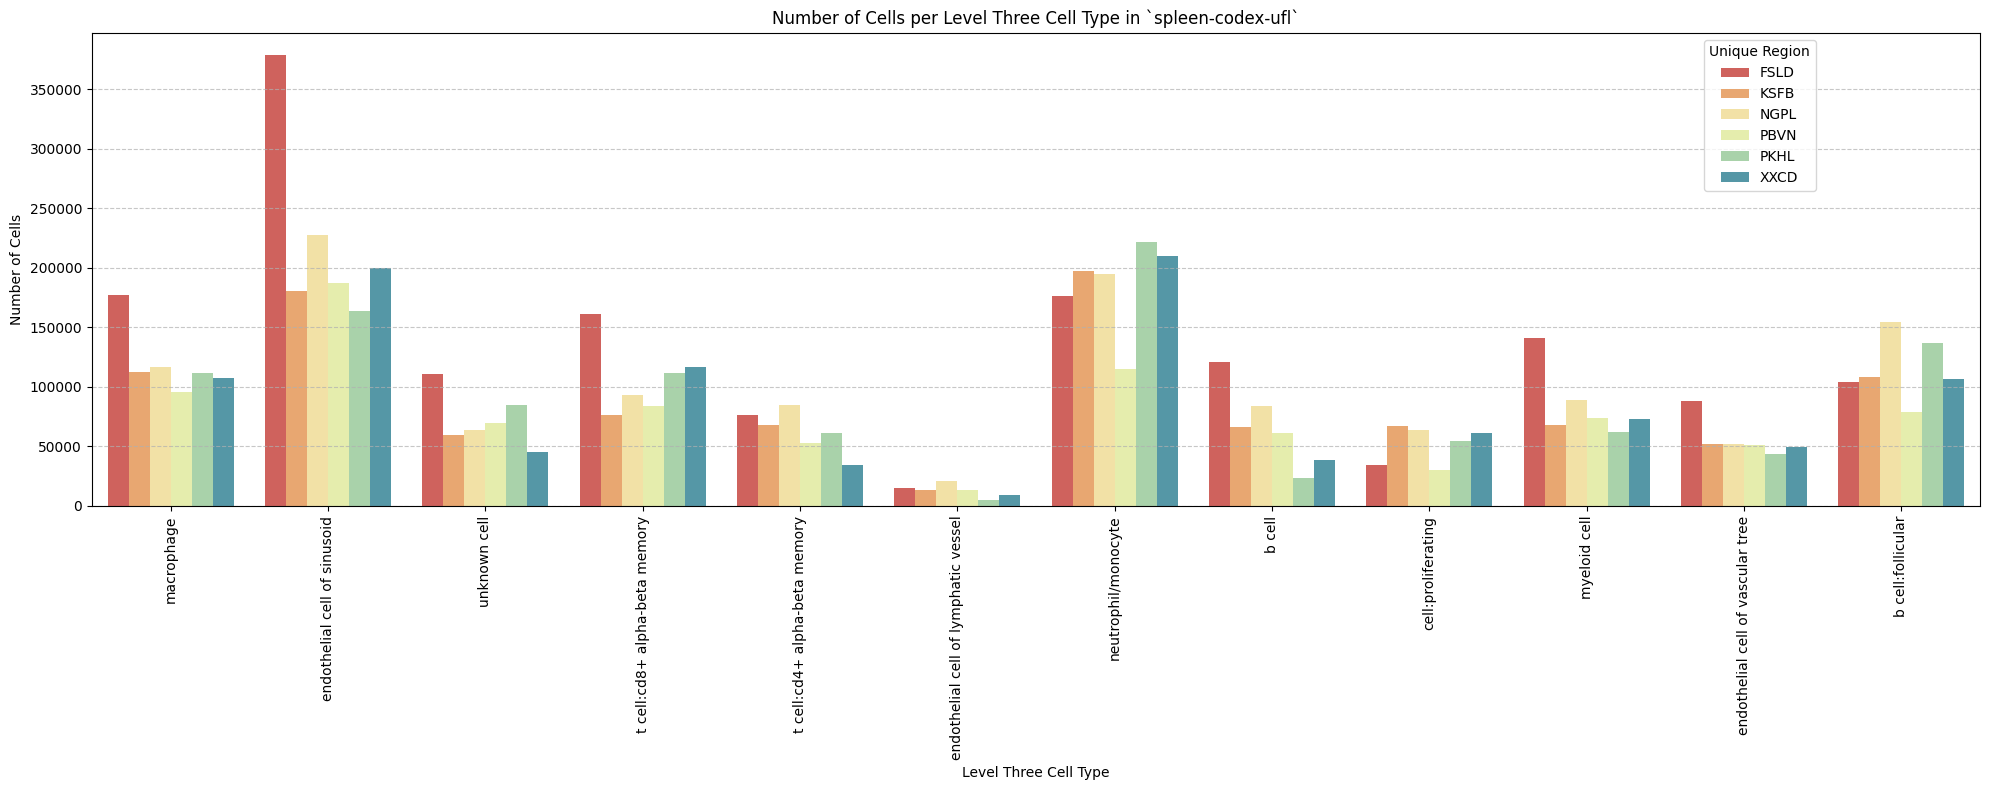 Number of Cells per Level Three Cell Type in `spleen-codex-ufl`
Number of Cells
350000
300000
250000
200000
150000
100000
50000
0
Unique Region
FSLD
KSFB
NGPL
PBVN
PKHL
XXCD
macrophage
endothelial cell of sinusoid
unknown cell
t cell:cd8+ alpha-beta memory
t cell:cd4+ alpha-beta memory
endothelial cell of lymphatic vessel
neutrophil/monocyte
b cell
cell:proliferating
myeloid cell
endothelial cell of vascular tree
b cell:follicular
Level Three Cell Type